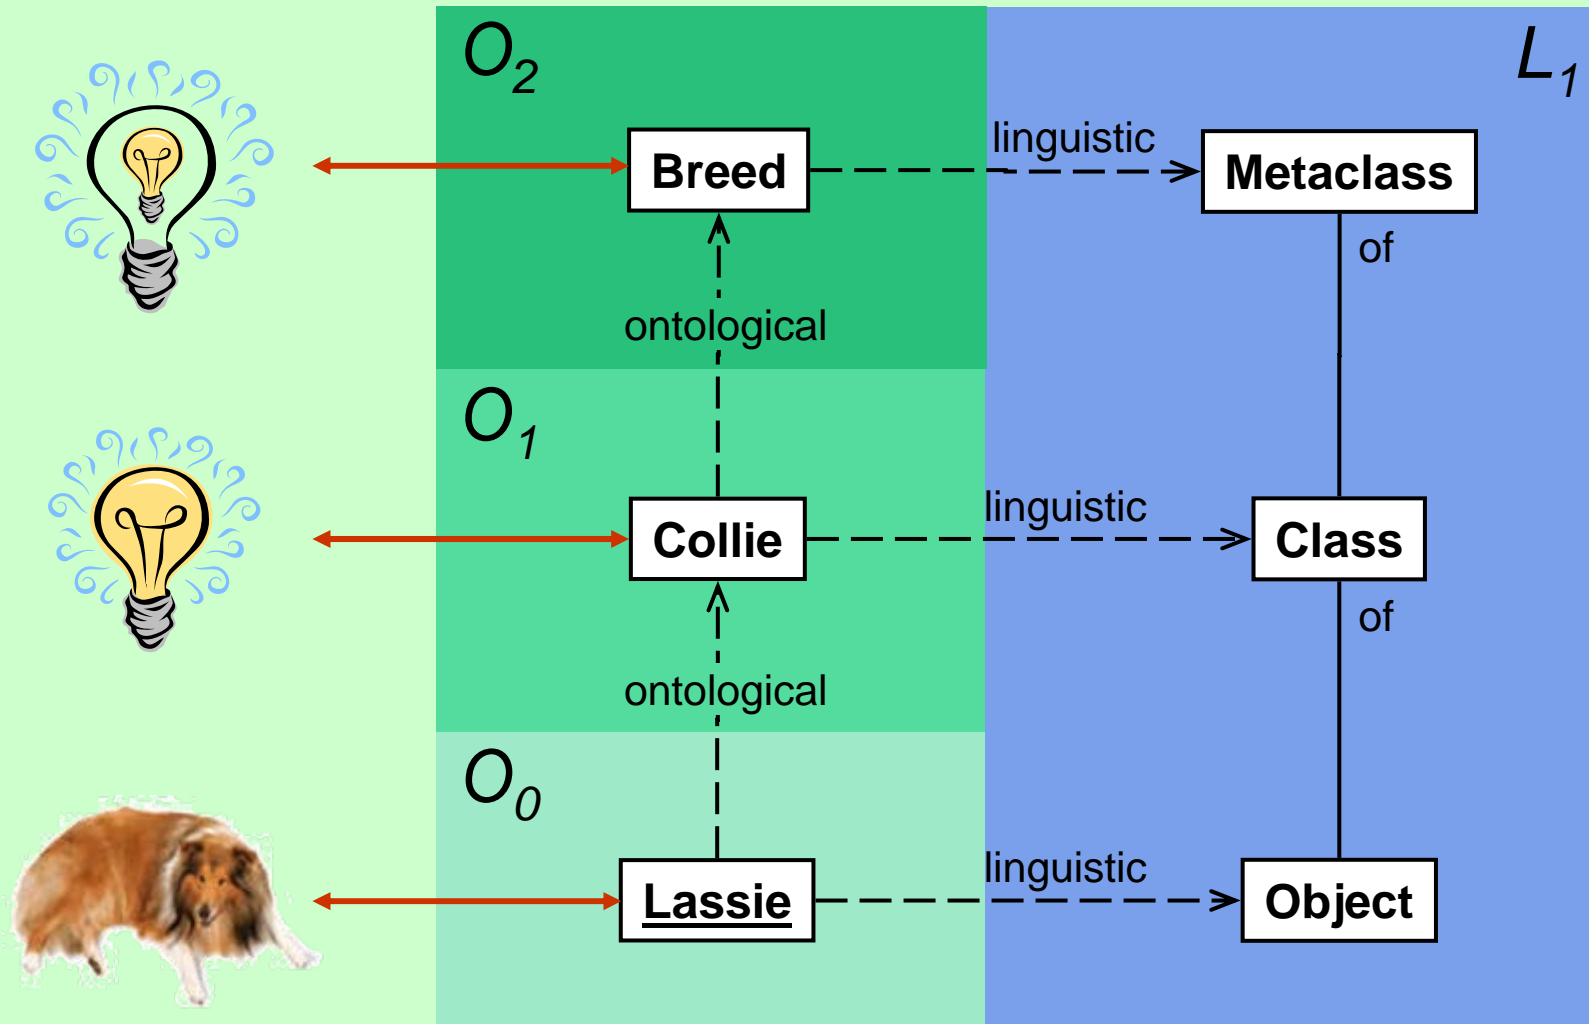 O2
L1
linguistic
Breed
Metaclass
of
ontological
O1
linguistic
Collie
Class
of
ontological
O0
linguistic
Lassie
Object